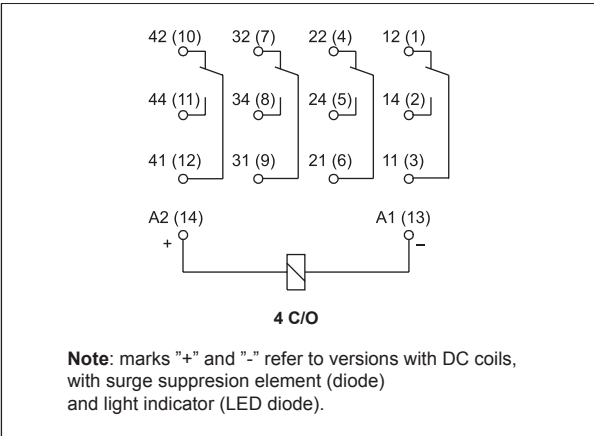 42 (10) 32 (7) 22 (4) 12 (1)
44 (11) 34 (8) 24 (5) 14 (2)
41 (12) 31 (9) 21 (6) 11 (3)
A2 (14) A1 (13)
+ –
4 C/O
Note: marks ”+” and ”-” refer to versions with DC coils,
with surge suppresion element (diode)
and light indicator (LED diode).